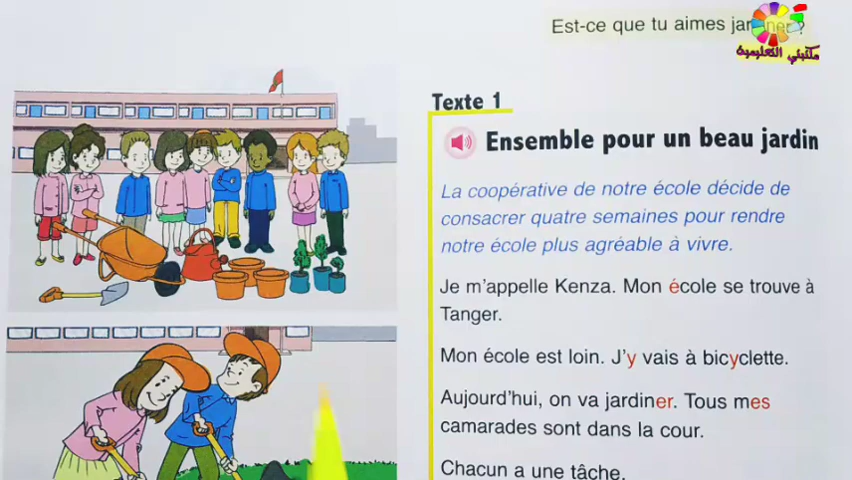 Est-ce que tu aimes jardiner ?
مكتبتي التعليمية
Texte 1
Ensemble pour un beau jardin
La coopérative de notre école décide de
consacrer quatre semaines pour rendre
notre école plus agréable à vivre.
Je m'appelle Kenza. Mon école se trouve à
Tanger.
Mon école est loin. J'y vais à bicyclette.
Aujourd'hui, on va jardiner. Tous mes
camarades sont dans la cour.
Chacun a une tâche.